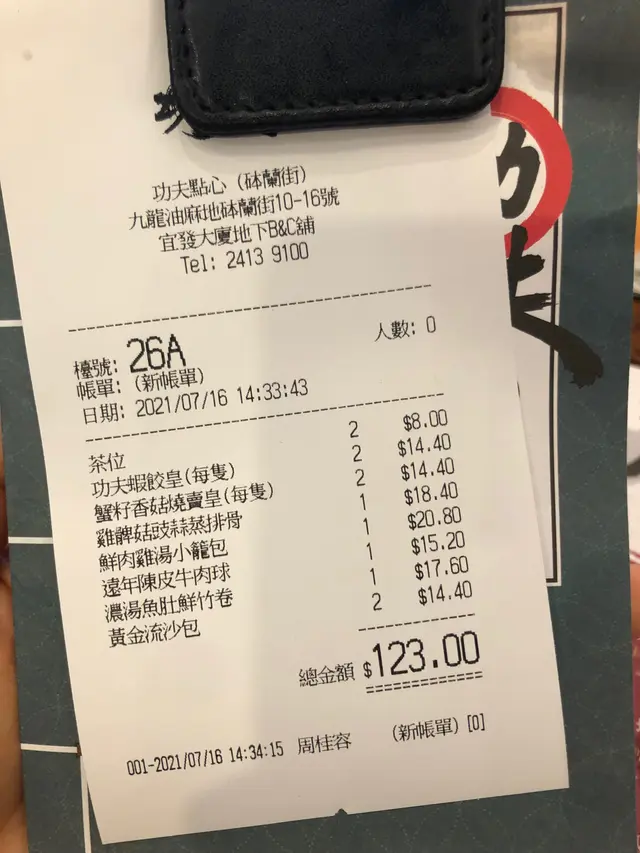 功夫點心 (砵蘭街)
九龍油麻地砵蘭街10-16號
宜發大廈地下B&C舖
Tel: 2413 9100
檯號: 26A 人數: 0
帳單: (新帳單)
日期: 2021/07/16 14:33:43
茶位 2 $8.00
功夫蝦餃皇(每隻) 2 $14.40
蟹籽香菇燒賣皇(每隻) 2 $14.40
雞髀菇豉蒜蒸排骨 1 $18.40
鮮肉雞湯小籠包 1 $20.80
遠年陳皮牛肉球 1 $15.20
濃湯魚肚鮮竹卷 1 $17.60
黃金流沙包 2 $14.40
總金額 $123.00
001-2021/07/16 14:34:15 周桂容 (新帳單) [0]
功夫